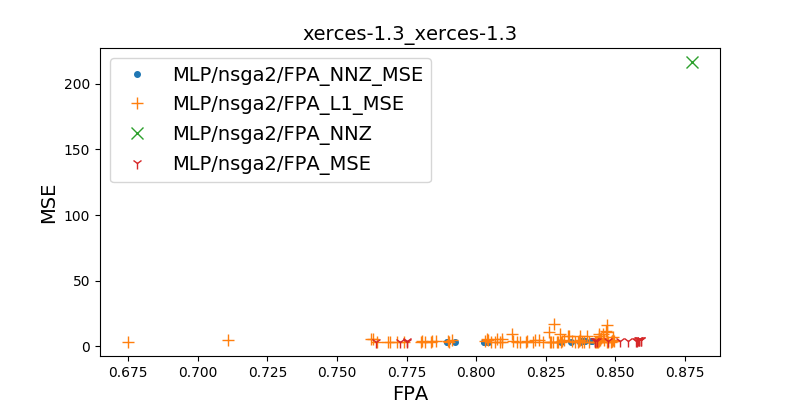 xerces-1.3_xerces-1.3
MLP/nsga2/FPA_NNZ_MSE
MLP/nsga2/FPA_L1_MSE
MLP/nsga2/FPA_NNZ
MLP/nsga2/FPA_MSE
MSE
200
150
100
50
0
0.675 0.700 0.725 0.750 0.775 0.800 0.825 0.850 0.875
FPA